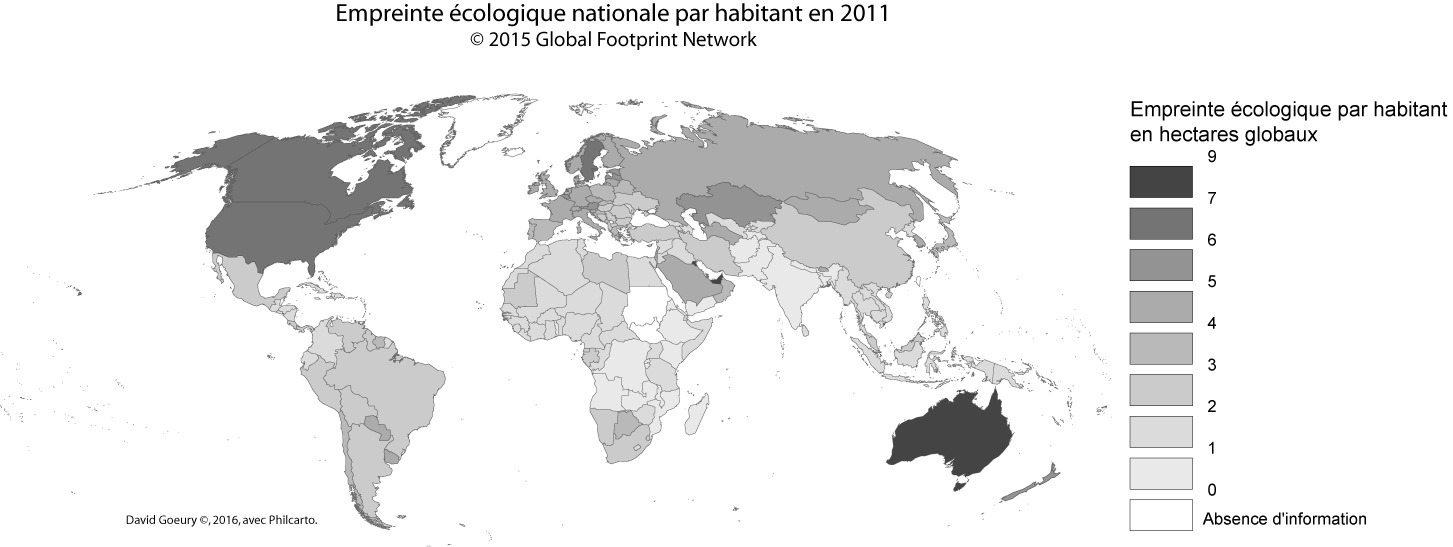 Empreinte écologique nationale par habitant en 2011
© 2015 Global Footprint Network
Empreinte écologique par habitant
en hectares globaux
9
7
6
5
4
3
2
1
0
Absence d'information
David Goeury ©, 2016, avec Philcarto.